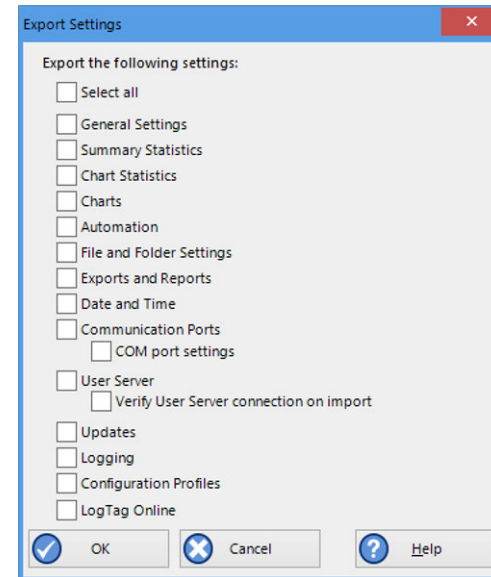 Export Settings
Export the following settings:
Select all
General Settings
Summary Statistics
Chart Statistics
Charts
Automation
File and Folder Settings
Exports and Reports
Date and Time
Communication Ports
COM port settings
User Server
Verify User Server connection on import
Updates
Logging
Configuration Profiles
LogTag Online
OK Cancel Help